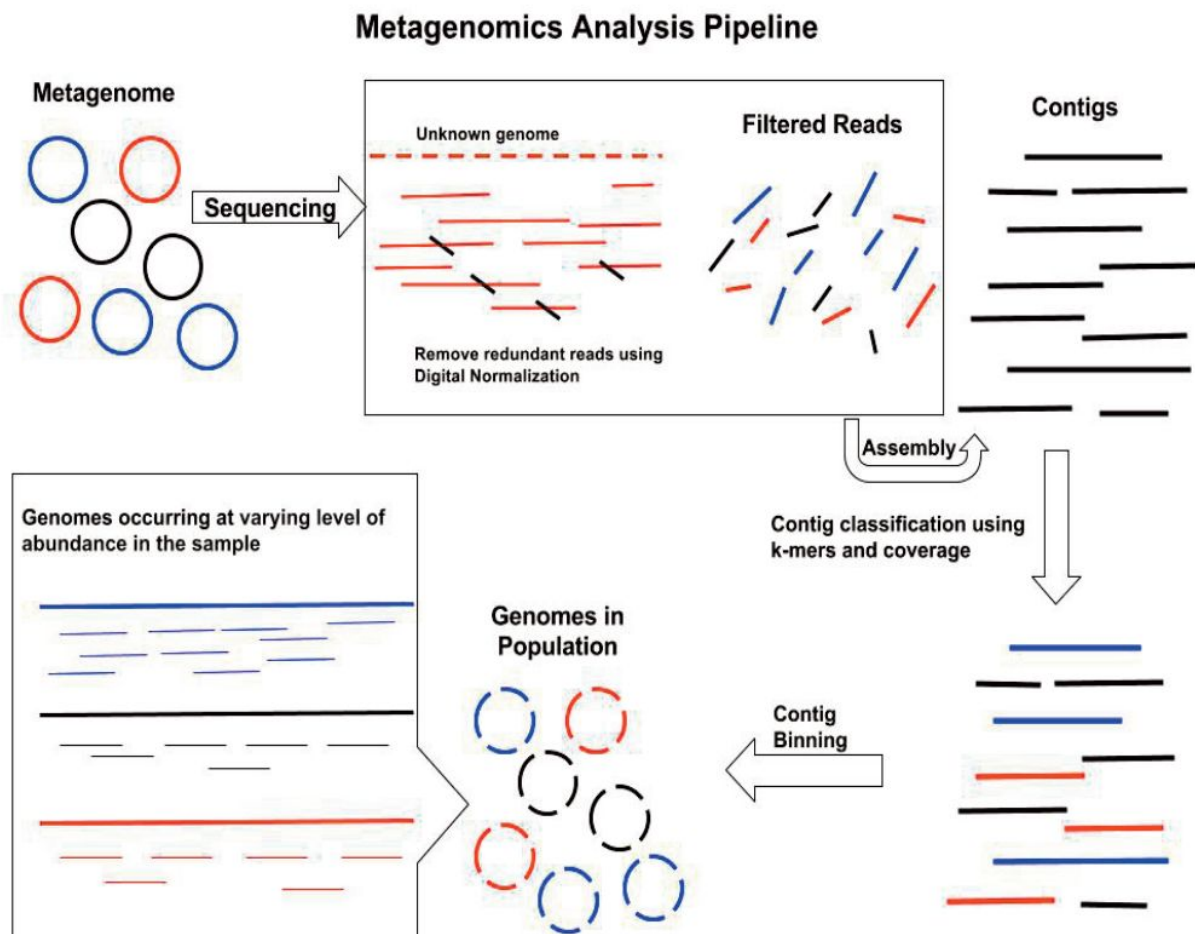 Metagenomics Analysis Pipeline
Metagenome
Sequencing
Unknown genome
Remove redundant reads using
Digital Normalization
Filtered Reads
Contigs
Assembly
Contig classification using
k-mers and coverage
Contig
Binning
Genomes in
Population
Genomes occurring at varying level of
abundance in the sample